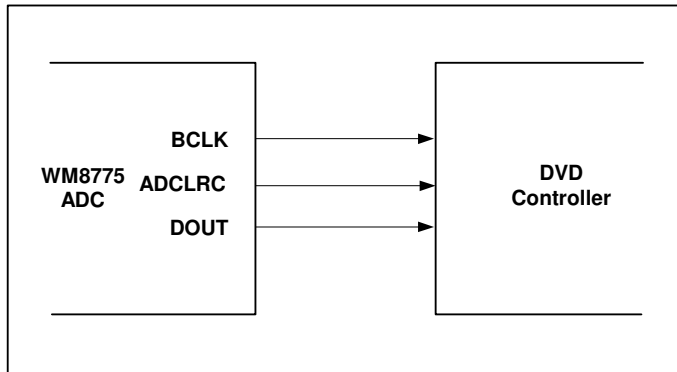 BCLK
WM8775
ADC
ADCLRC
DOUT
DVD
Controller